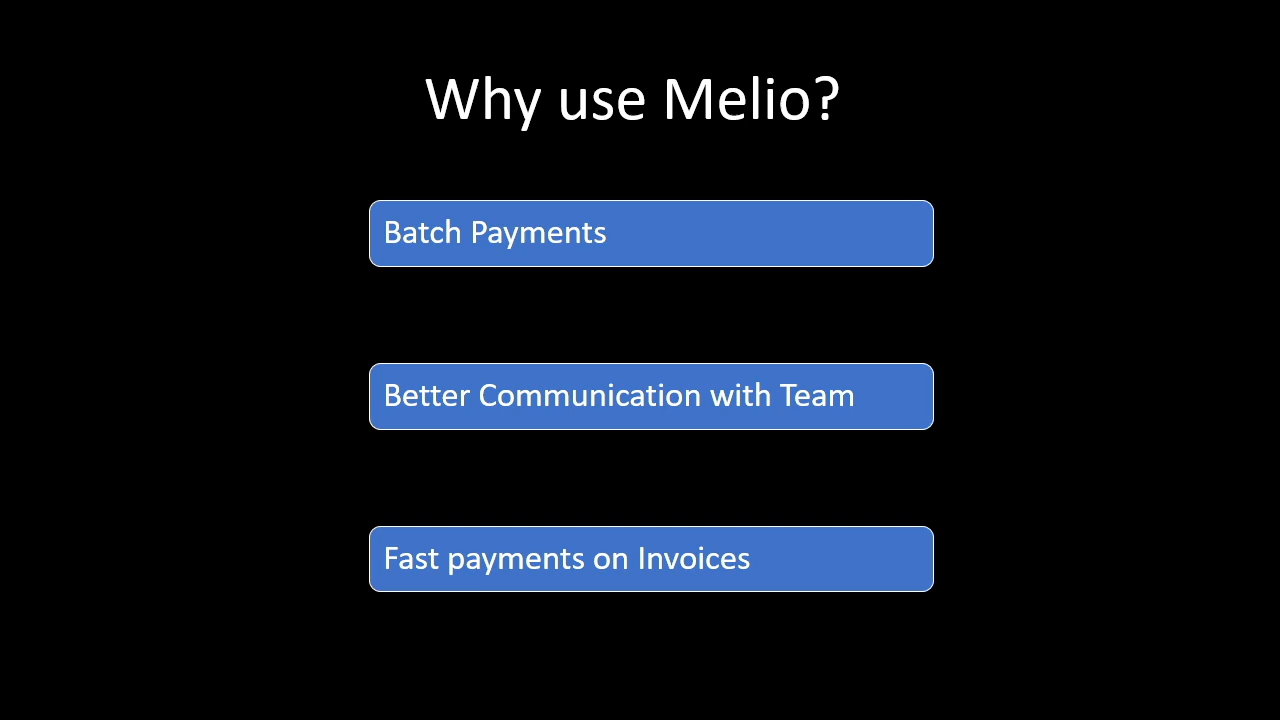 Why use Melio?
Batch Payments
Better Communication with Team
Fast payments on Invoices